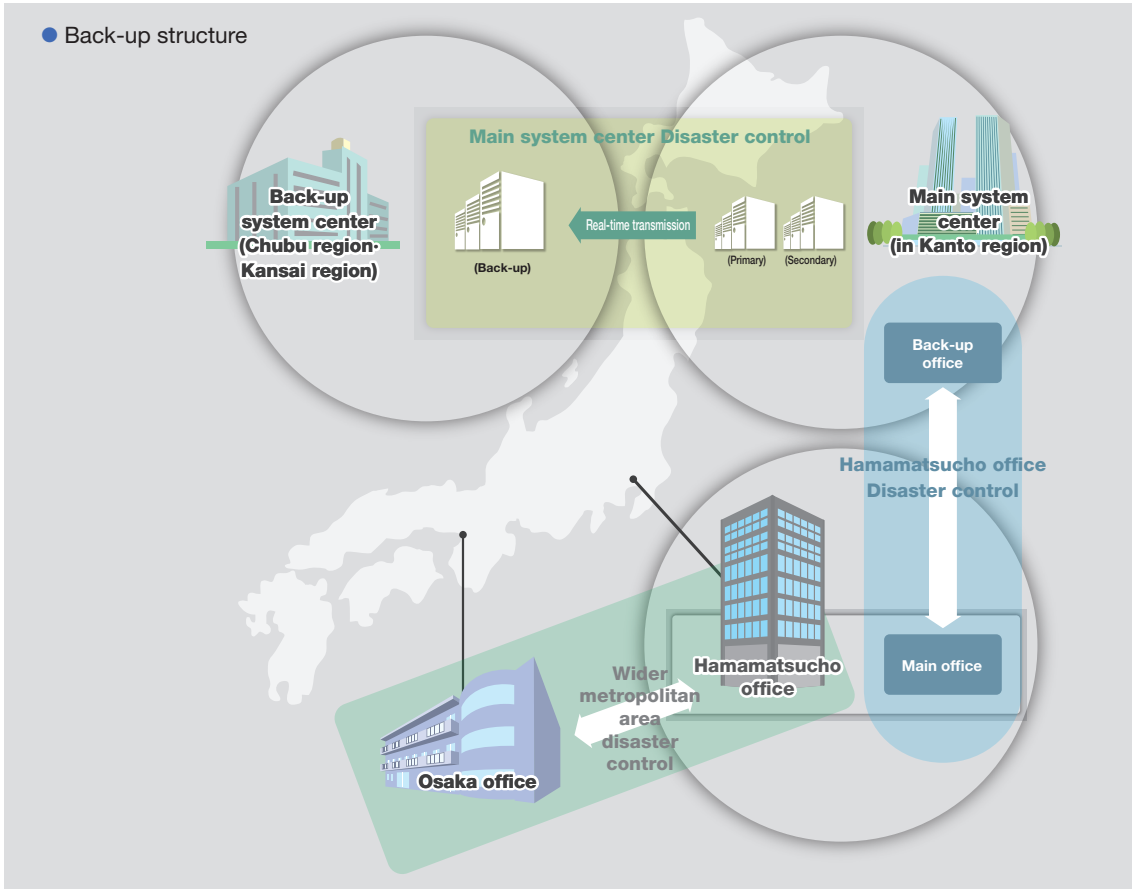 Back-up structure
Main system center Disaster control
Back-up
system center
(Chubu region·
Kansai region)
(Back-up)
Real-time transmission
(Primary)
(Secondary)
Main system
center
(in Kanto region)
Back-up
office
Hamamatsucho office
Disaster control
Main office
Hamamatsucho
office
Wider
metropolitan
area
disaster
control
Osaka office